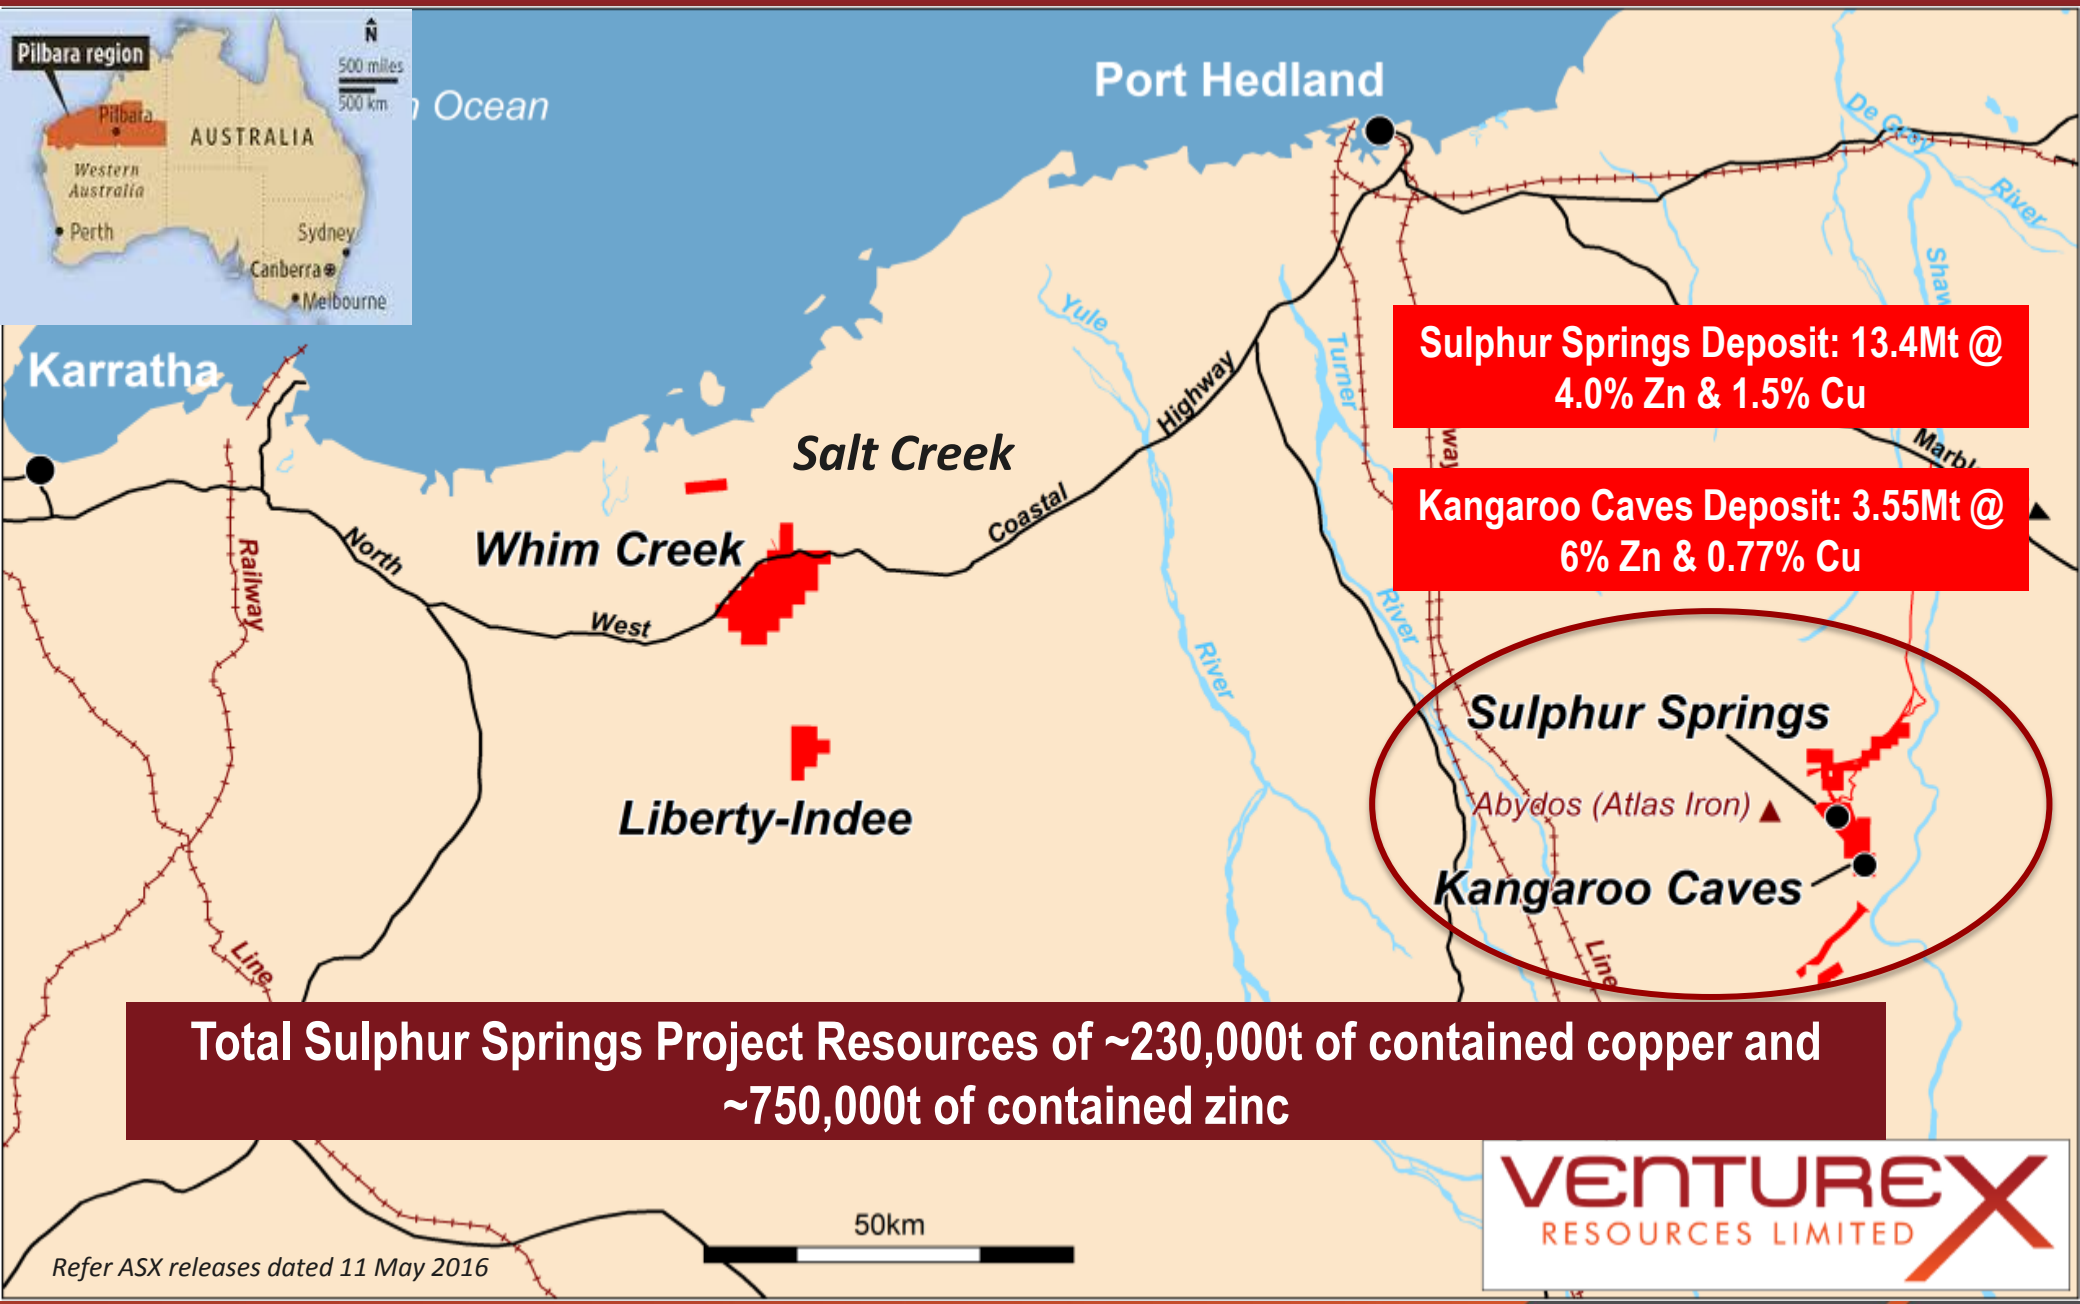 Pilbara region
N
500 miles
500 km
Pilbara
AUSTRALIA
Western
Australia
Perth
Sydney
Canberra
Melbourne
Ocean
Port Hedland
De Grey
River
Shaw
Karratha
Yule
Turner
Highway
Sulphur Springs Deposit: 13.4Mt @
4.0% Zn & 1.5% Cu
Salt Creek
Coastal
Kangaroo Caves Deposit: 3.55Mt @
6% Zn & 0.77% Cu
Whim Creek
North
Railway
West
River
River
Sulphur Springs
Liberty-Indee
Abydos (Atlas Iron)
Kangaroo Caves
Line
Line
Total Sulphur Springs Project Resources of ~230,000t of contained copper and
~750,000t of contained zinc
50km
Refer ASX releases dated 11 May 2016
VENTUREX
RESOURCES LIMITED